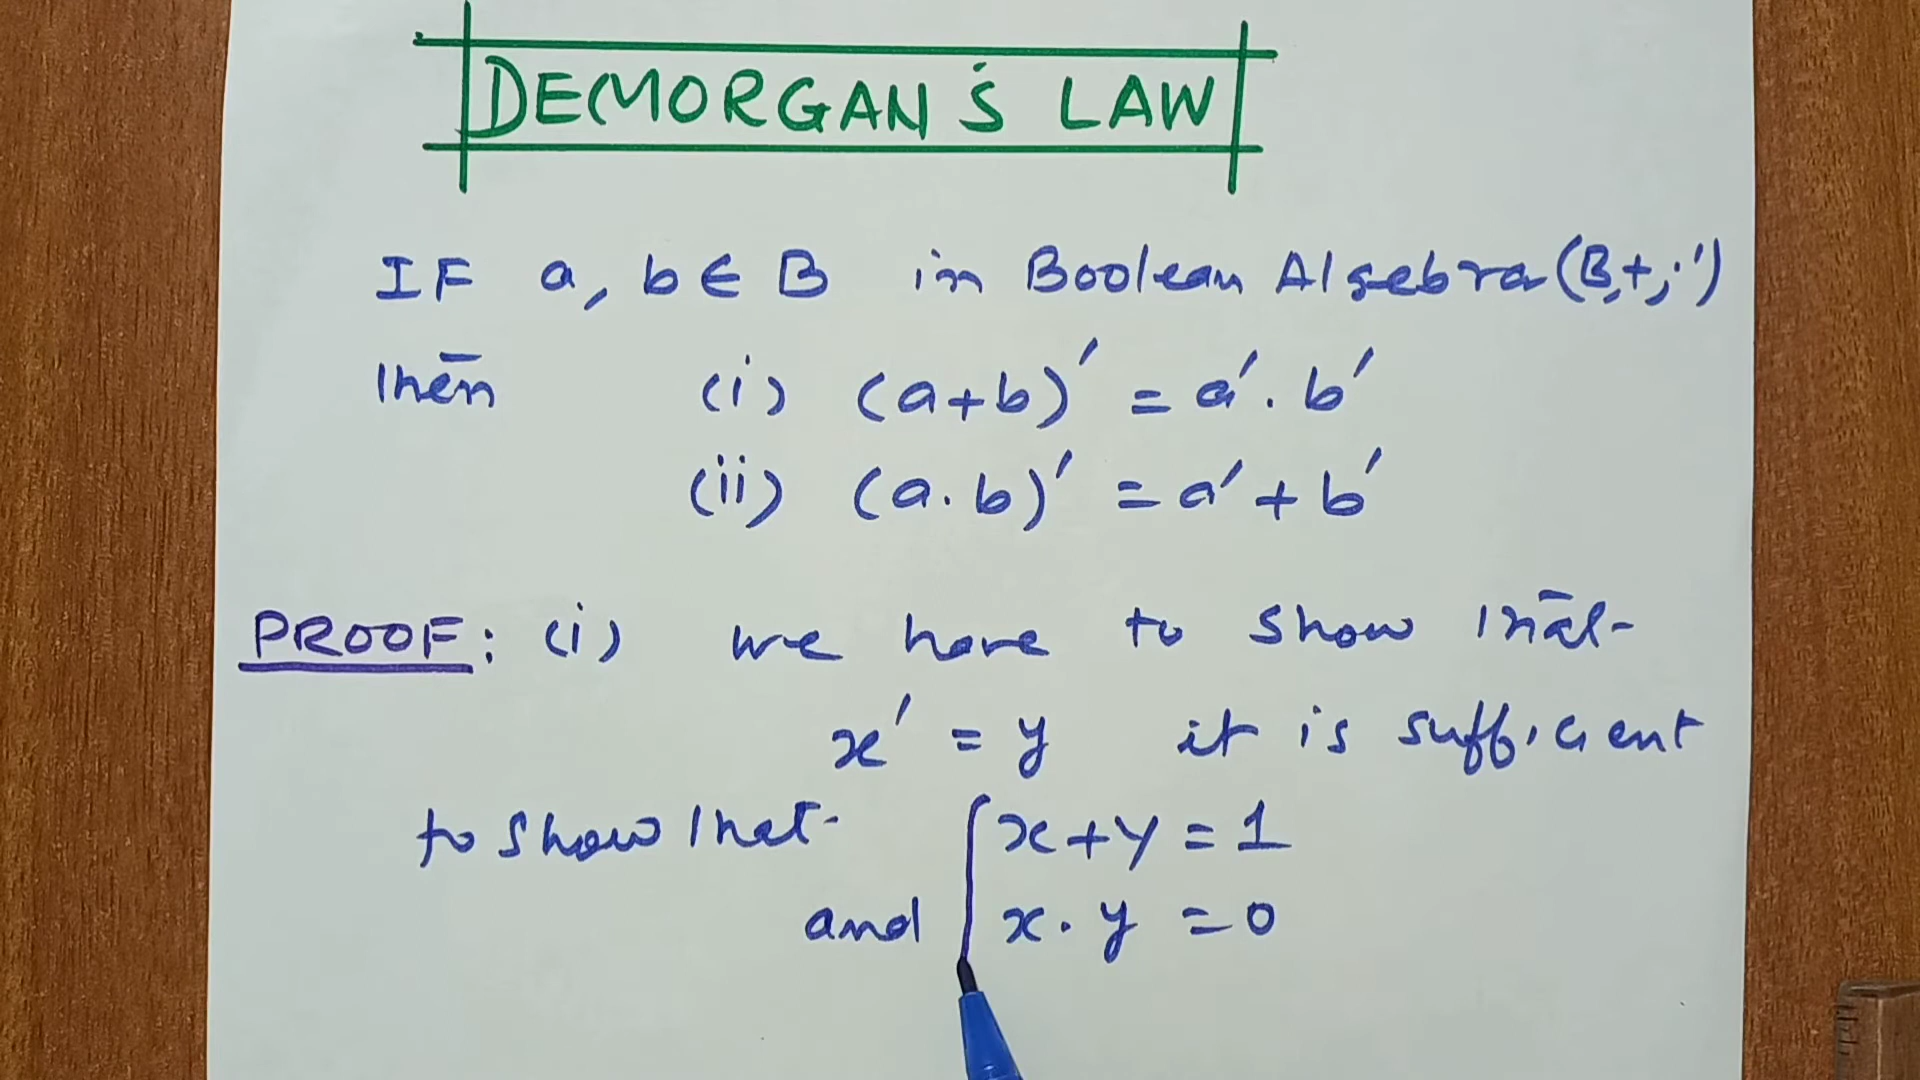 DEMORGAN'S LAW
IF a, b ∈ B in Boolean Algebra (B,+,·,')
then (i) (a+b)' = a'. b'
(ii) (a.b)' = a' + b'
PROOF: (i) we have to show that
x' = y it is sufficient
to show that x+y = 1
and x. y = 0